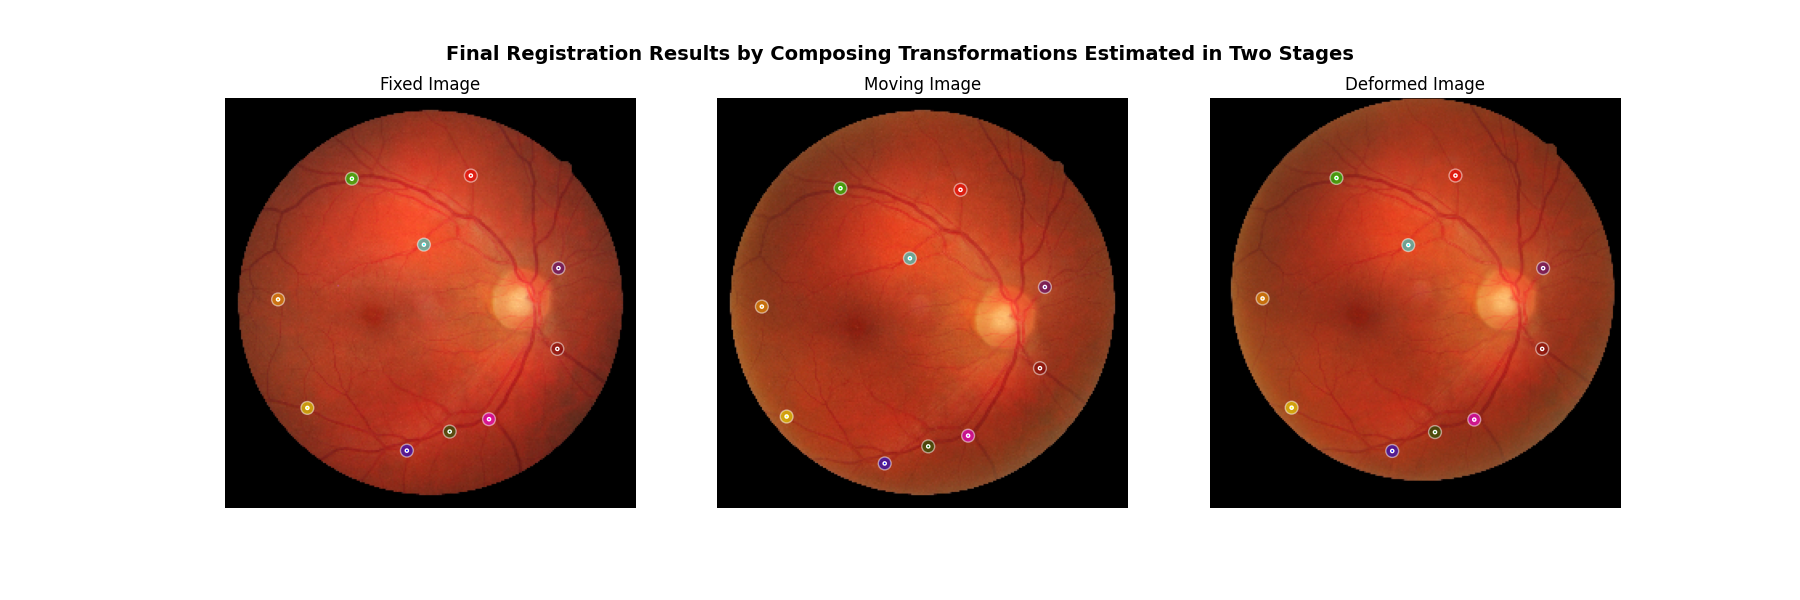 Final Registration Results by Composing Transformations Estimated in Two Stages
Fixed Image
Moving Image
Deformed Image